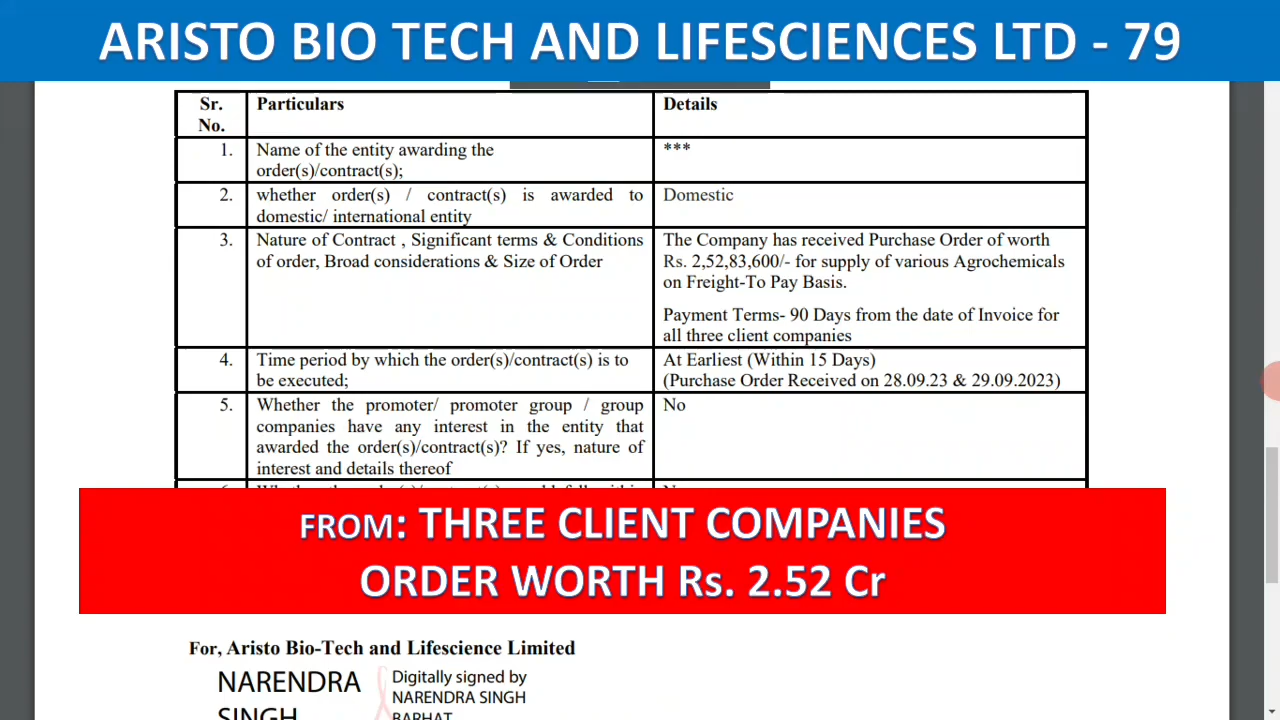 ARISTO BIO TECH AND LIFESCIENCES LTD - 79
Sr. No.
Particulars
Details
1.
Name of the entity awarding the
order(s)/contract(s);
***
2.
whether order(s) / contract(s) is awarded to
domestic/ international entity
Domestic
3.
Nature of Contract , Significant terms & Conditions
of order, Broad considerations & Size of Order
The Company has received Purchase Order of worth
Rs. 2,52,83,600/- for supply of various Agrochemicals
on Freight-To Pay Basis.
Payment Terms- 90 Days from the date of Invoice for
all three client companies
4.
Time period by which the order(s)/contract(s) is to
be executed;
At Earliest (Within 15 Days)
(Purchase Order Received on 28.09.23 & 29.09.2023)
5.
Whether the promoter/ promoter group / group
companies have any interest in the entity that
awarded the order(s)/contract(s)? If yes, nature of
interest and details thereof
No
FROM: THREE CLIENT COMPANIES
ORDER WORTH Rs. 2.52 Cr
For, Aristo Bio-Tech and Lifescience Limited
NARENDRA
SINGH
Digitally signed by
NARENDRA SINGH
BARHAT